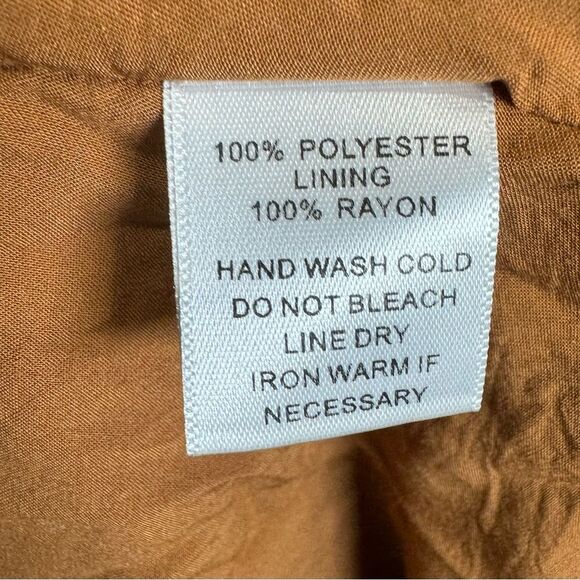 100% POLYESTER
LINING
100% RAYON
HAND WASH COLD
DO NOT BLEACH
LINE DRY
IRON WARM IF
NECESSARY